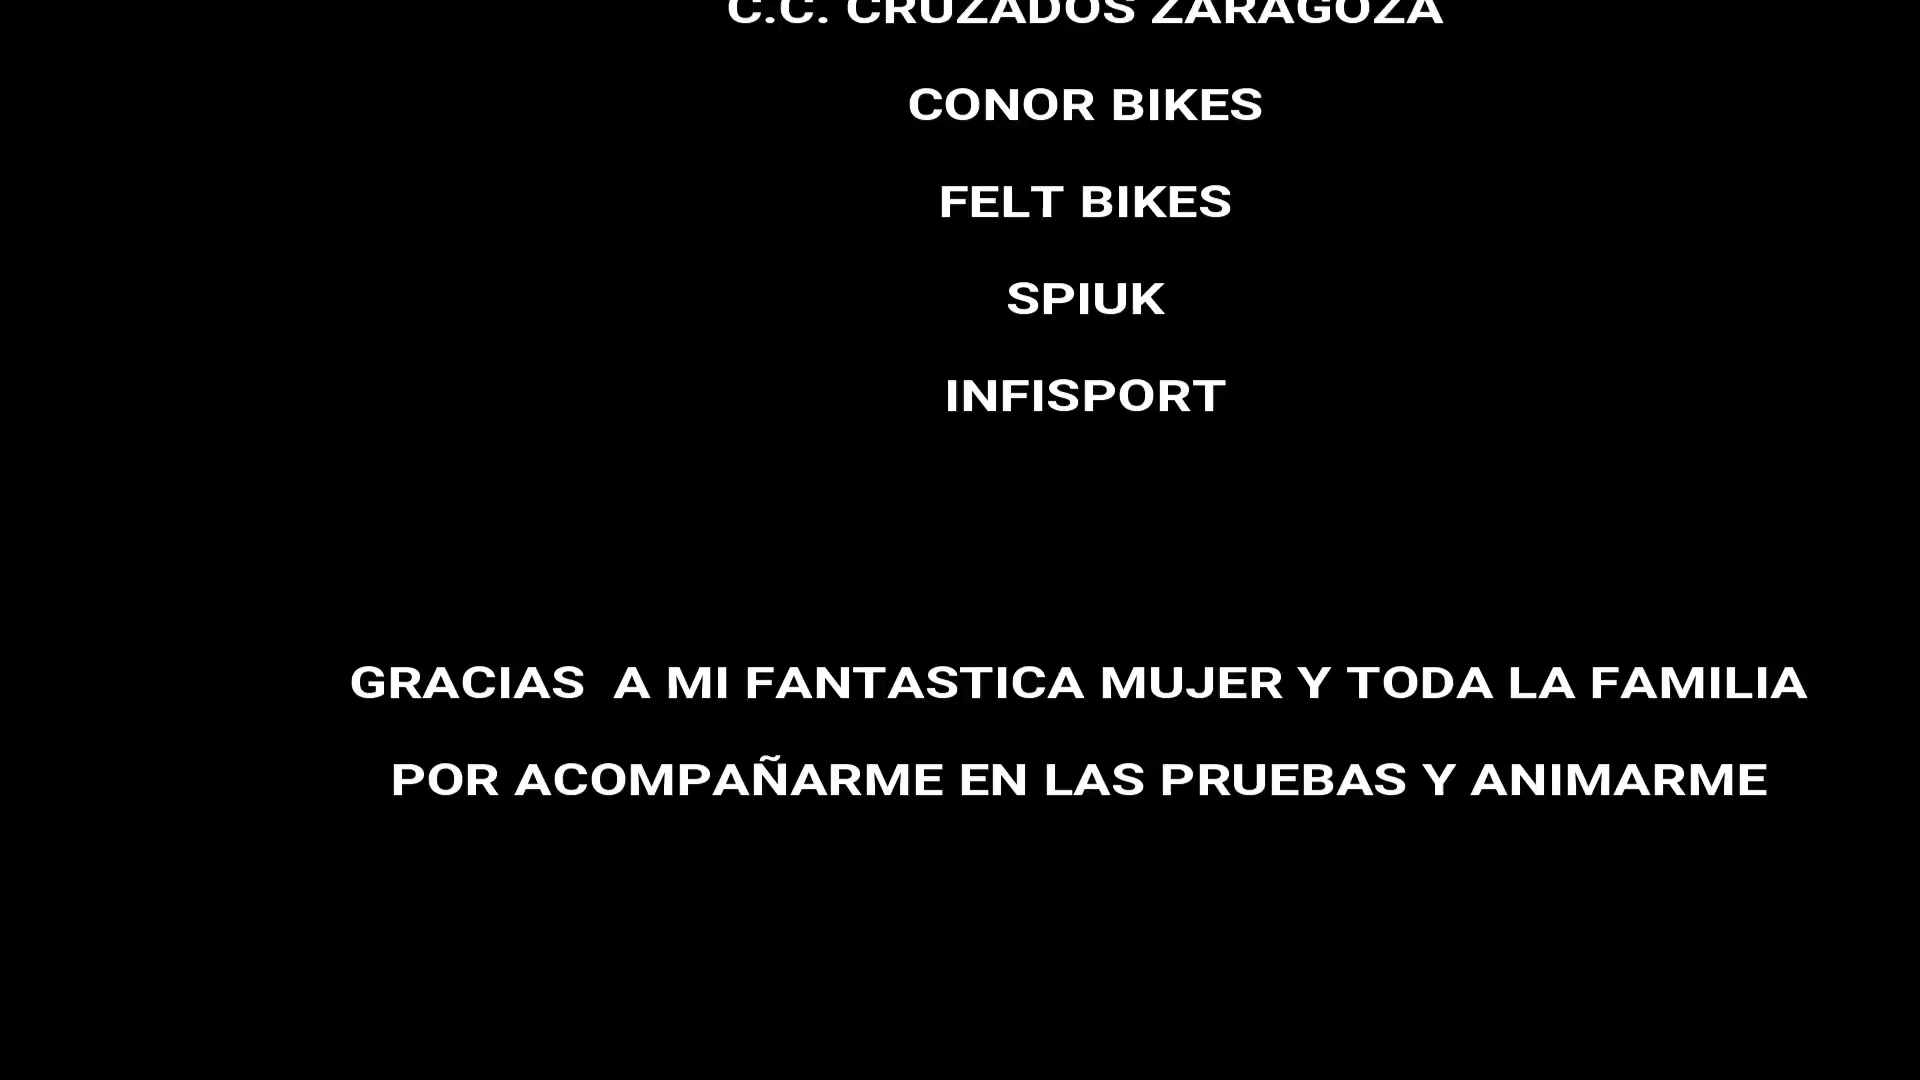 C.C. CRUZADOS ZARAGOZA
CONOR BIKES
FELT BIKES
SPIUK
INFISPORT
GRACIAS  A MI FANTASTICA MUJER Y TODA LA FAMILIA
POR ACOMPAÑARME EN LAS PRUEBAS Y ANIMARME